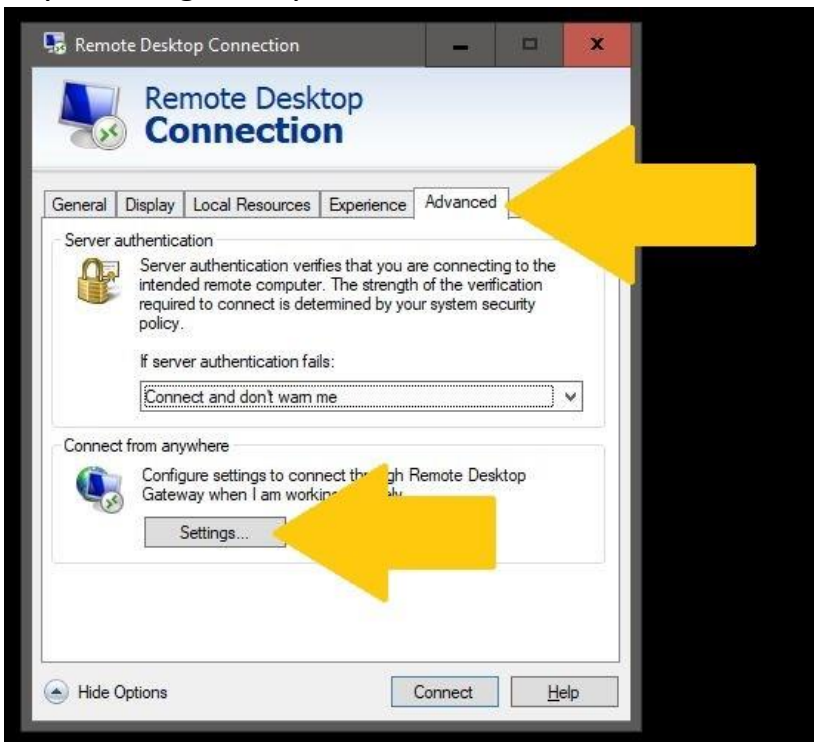 Remote Desktop Connection
Remote Desktop
Connection
General Display Local Resources Experience Advanced
Server authentication
Server authentication verifies that you are connecting to the
intended remote computer. The strength of the verification
required to connect is determined by your system security
policy.
If server authentication fails:
Connect and don't warn me
Connect from anywhere
Configure settings to connect through Remote Desktop
Gateway when I am working
Settings...
Hide Options
Connect
Help